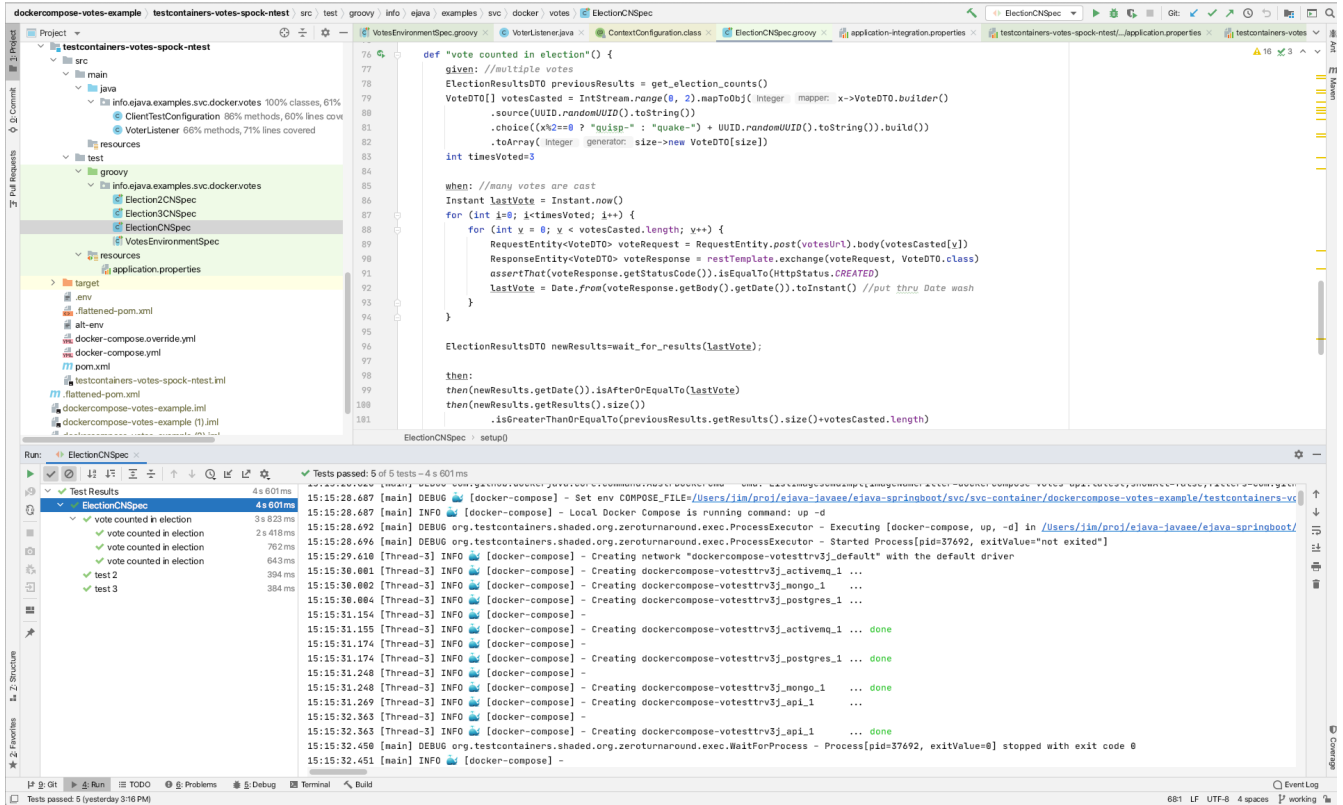 dockercompose-votes-example › testcontainers-votes-spock-ntest › src › test › groovy › info › ejava › examples › svc › docker › votes › ElectionCNSpec
ElectionCNSpec
Git:
Project
VotesEnvironmentSpec.groovy
VoterListener.java
ContextConfiguration.class
ElectionCNSpec.groovy
application-integration.properties
testcontainers-votes-spock-ntest/.../application.properties
testcontainers-votes
1: Project
0: Commit
Pull Requests
Z: Structure
2: Favorites
Ant
Maven
Coverage
testcontainers-votes-spock-ntest
src
main
java
info.ejava.examples.svc.docker.votes 100% classes, 61%
ClientTestConfiguration 86% methods, 60% lines cove
VoterListener 66% methods, 71% lines covered
resources
test
groovy
info.ejava.examples.svc.docker.votes
Election2CNSpec
Election3CNSpec
ElectionCNSpec
VotesEnvironmentSpec
resources
application.properties
target
.env
.flattened-pom.xml
alt-env
docker-compose.override.yml
docker-compose.yml
pom.xml
testcontainers-votes-spock-ntest.iml
.flattened-pom.xml
dockercompose-votes-example.iml
dockercompose-votes-example (1).iml
16 3
76 def "vote counted in election"() {
77 given: //multiple votes
78 ElectionResultsDTO previousResults = get_election_counts()
79 VoteDTO[] votesCasted = IntStream.range(0, 2).mapToObj( Integer mapper: x->VoteDTO.builder()
80 .source(UUID.randomUUID().toString())
81 .choice((x%2==0 ? "quisp-" : "quake-") + UUID.randomUUID().toString()).build())
82 .toArray( Integer generator: size->new VoteDTO[size])
83 int timesVoted=3
84
85 when: //many votes are cast
86 Instant lastVote = Instant.now()
87 for (int i=0; i<timesVoted; i++) {
88 for (int v = 0; v < votesCasted.length; v++) {
89 RequestEntity<VoteDTO> voteRequest = RequestEntity.post(votesUrl).body(votesCasted[v])
90 ResponseEntity<VoteDTO> voteResponse = restTemplate.exchange(voteRequest, VoteDTO.class)
91 assertThat(voteResponse.getStatusCode()).isEqualTo(HttpStatus.CREATED)
92 lastVote = Date.from(voteResponse.getBody().getDate()).toInstant() //put thru Date wash
93 }
94 }
95
96 ElectionResultsDTO newResults=wait_for_results(lastVote);
97
98 then:
99 then(newResults.getDate()).isAfterOrEqualTo(lastVote)
100 then(newResults.getResults().size())
101 .isGreaterThanOrEqualTo(previousResults.getResults().size()+votesCasted.length)
ElectionCNSpec › setup()
Run: ElectionCNSpec
Tests passed: 5 of 5 tests – 4 s 601 ms
Test Results 4 s 601 ms
ElectionCNSpec 4 s 601 ms
vote counted in election 3 s 823 ms
vote counted in election 2 s 418 ms
vote counted in election 762 ms
vote counted in election 643 ms
test 2 394 ms
test 3 384 ms
15:15:28.687 [main] DEBUG 🐳 [docker-compose] - Set env COMPOSE_FILE=/Users/jim/proj/ejava-javaee/ejava-springboot/svc/svc-container/dockercompose-votes-example/testcontainers-vo
15:15:28.687 [main] INFO 🐳 [docker-compose] - Local Docker Compose is running command: up -d
15:15:28.692 [main] DEBUG org.testcontainers.shaded.org.zeroturnaround.exec.ProcessExecutor - Executing [docker-compose, up, -d] in /Users/jim/proj/ejava-javaee/ejava-springboot/
15:15:28.696 [main] DEBUG org.testcontainers.shaded.org.zeroturnaround.exec.ProcessExecutor - Started Process[pid=37692, exitValue="not exited"]
15:15:29.610 [Thread-3] INFO 🐳 [docker-compose] - Creating network "dockercompose-votesttrv3j_default" with the default driver
15:15:30.001 [Thread-3] INFO 🐳 [docker-compose] - Creating dockercompose-votesttrv3j_activemq_1 ...
15:15:30.002 [Thread-3] INFO 🐳 [docker-compose] - Creating dockercompose-votesttrv3j_mongo_1 ...
15:15:30.004 [Thread-3] INFO 🐳 [docker-compose] - Creating dockercompose-votesttrv3j_postgres_1 ...
15:15:31.154 [Thread-3] INFO 🐳 [docker-compose] -
15:15:31.155 [Thread-3] INFO 🐳 [docker-compose] - Creating dockercompose-votesttrv3j_activemq_1 ... done
15:15:31.174 [Thread-3] INFO 🐳 [docker-compose] -
15:15:31.174 [Thread-3] INFO 🐳 [docker-compose] - Creating dockercompose-votesttrv3j_postgres_1 ... done
15:15:31.248 [Thread-3] INFO 🐳 [docker-compose] -
15:15:31.248 [Thread-3] INFO 🐳 [docker-compose] - Creating dockercompose-votesttrv3j_mongo_1 ... done
15:15:31.269 [Thread-3] INFO 🐳 [docker-compose] - Creating dockercompose-votesttrv3j_api_1 ...
15:15:32.363 [Thread-3] INFO 🐳 [docker-compose] -
15:15:32.363 [Thread-3] INFO 🐳 [docker-compose] - Creating dockercompose-votesttrv3j_api_1 ... done
15:15:32.450 [main] DEBUG org.testcontainers.shaded.org.zeroturnaround.exec.WaitForProcess - Process[pid=37692, exitValue=0] stopped with exit code 0
15:15:32.451 [main] INFO 🐳 [docker-compose] -
9: Git
4: Run
TODO
6: Problems
5: Debug
Terminal
Build
Event Log
Tests passed: 5 (yesterday 3:16 PM)
68:1 LF UTF-8 4 spaces working